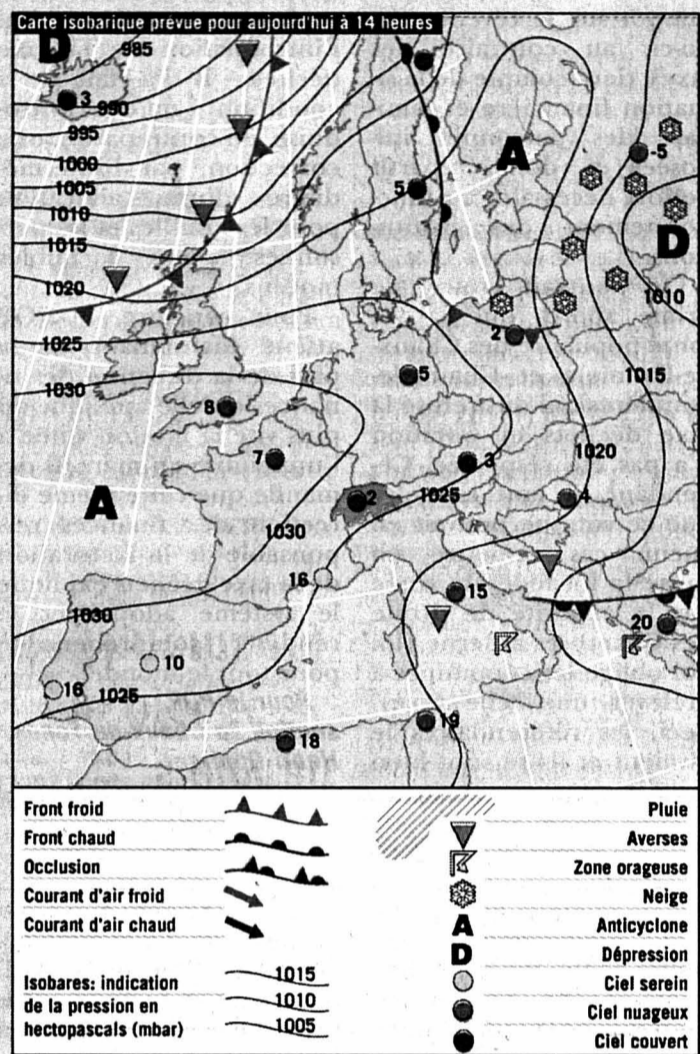 Carte isobarique prévue pour aujourd'hui à 14 heures
D
985
3
990
995
1000
1005
1010
1015
1020
1025
1030
A
-5
5
D
1010
2
1015
5
8
7
3
1020
2
1025
4
A
1030
16
15
20
1030
10
16
1025
19
18
Front froid
Front chaud
Occlusion
Courant d'air froid
Courant d'air chaud
Isobares: indication
de la pression en
hectopascals (mbar)
1015
1010
1005
Pluie
Averses
Zone orageuse
Neige
A Anticyclone
D Dépression
Ciel serein
Ciel nuageux
Ciel couvert